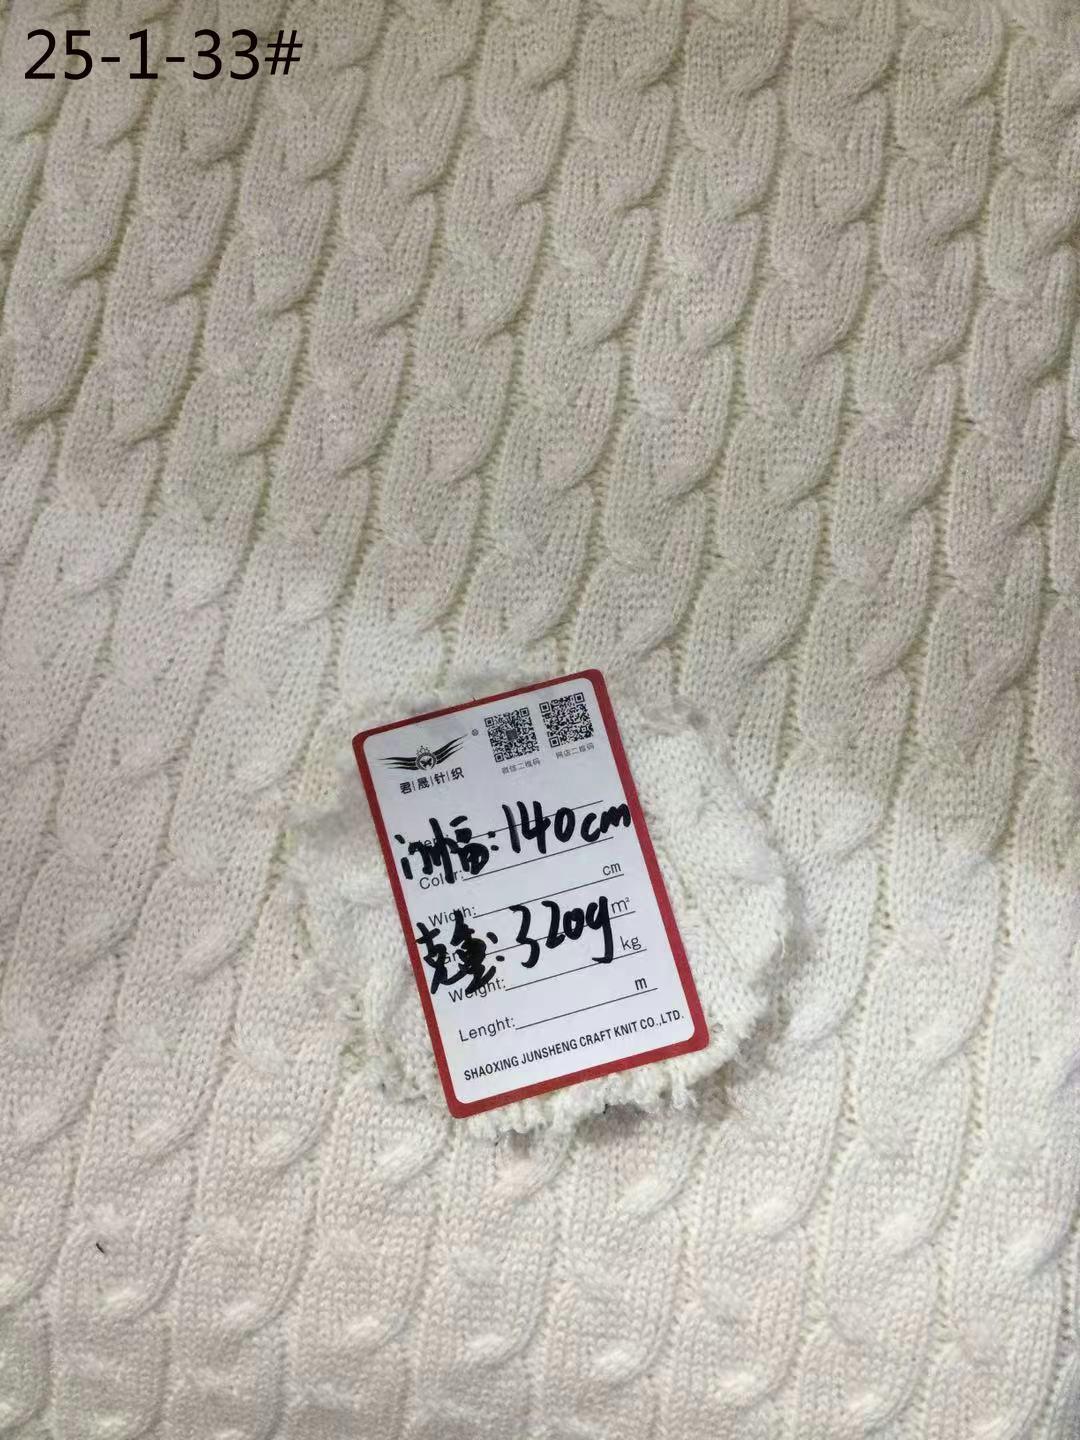 25-1-33#
微信二维码 网店二维码
君|晟|针|织
门幅:140cm
Color:
cm
Width:
克重:320g
m²
kg
Weight:
m
Lenght:
SHAOXING JUNSHENG CRAFT KNIT CO.,LTD.